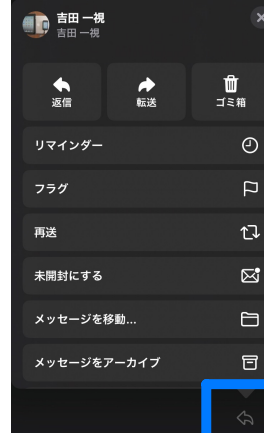 吉田 一視
吉田 一視
返信
転送
ゴミ箱
リマインダー
フラグ
再送
未開封にする
メッセージを移動...
メッセージをアーカイブ